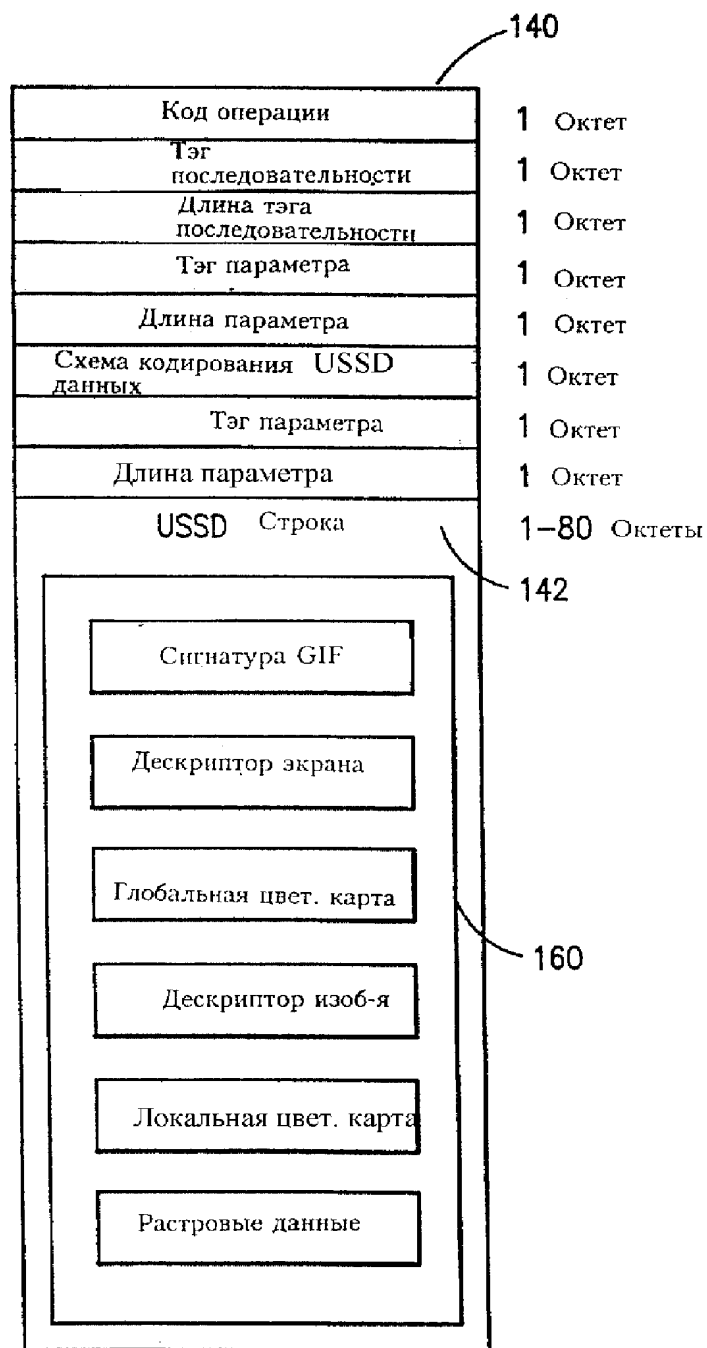 140
Код операции 1 Октет
Тэг
последовательности 1 Октет
Длина тэга
последовательности 1 Октет
Тэг параметра 1 Октет
Длина параметра 1 Октет
Схема кодирования USSD
данных 1 Октет
Тэг параметра 1 Октет
Длина параметра 1 Октет
USSD Строка 1–80 Октеты
142
Сигнатура GIF
Дескриптор экрана
Глобальная цвет. карта
160
Дескриптор изоб-я
Локальная цвет. карта
Растровые данные